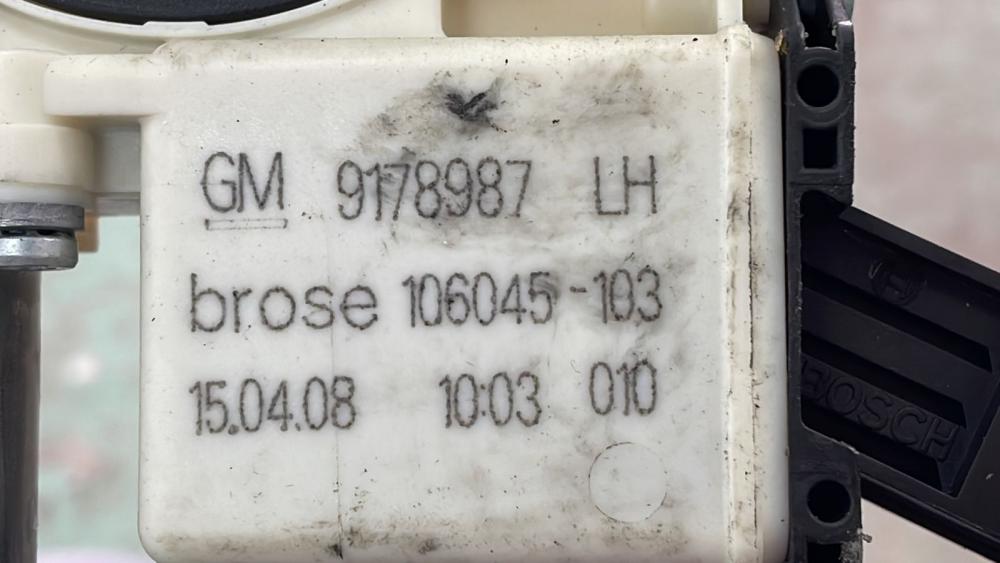 GM 9178987 LH
brose 106045-103
15.04.08 10:03 010
BOSCH